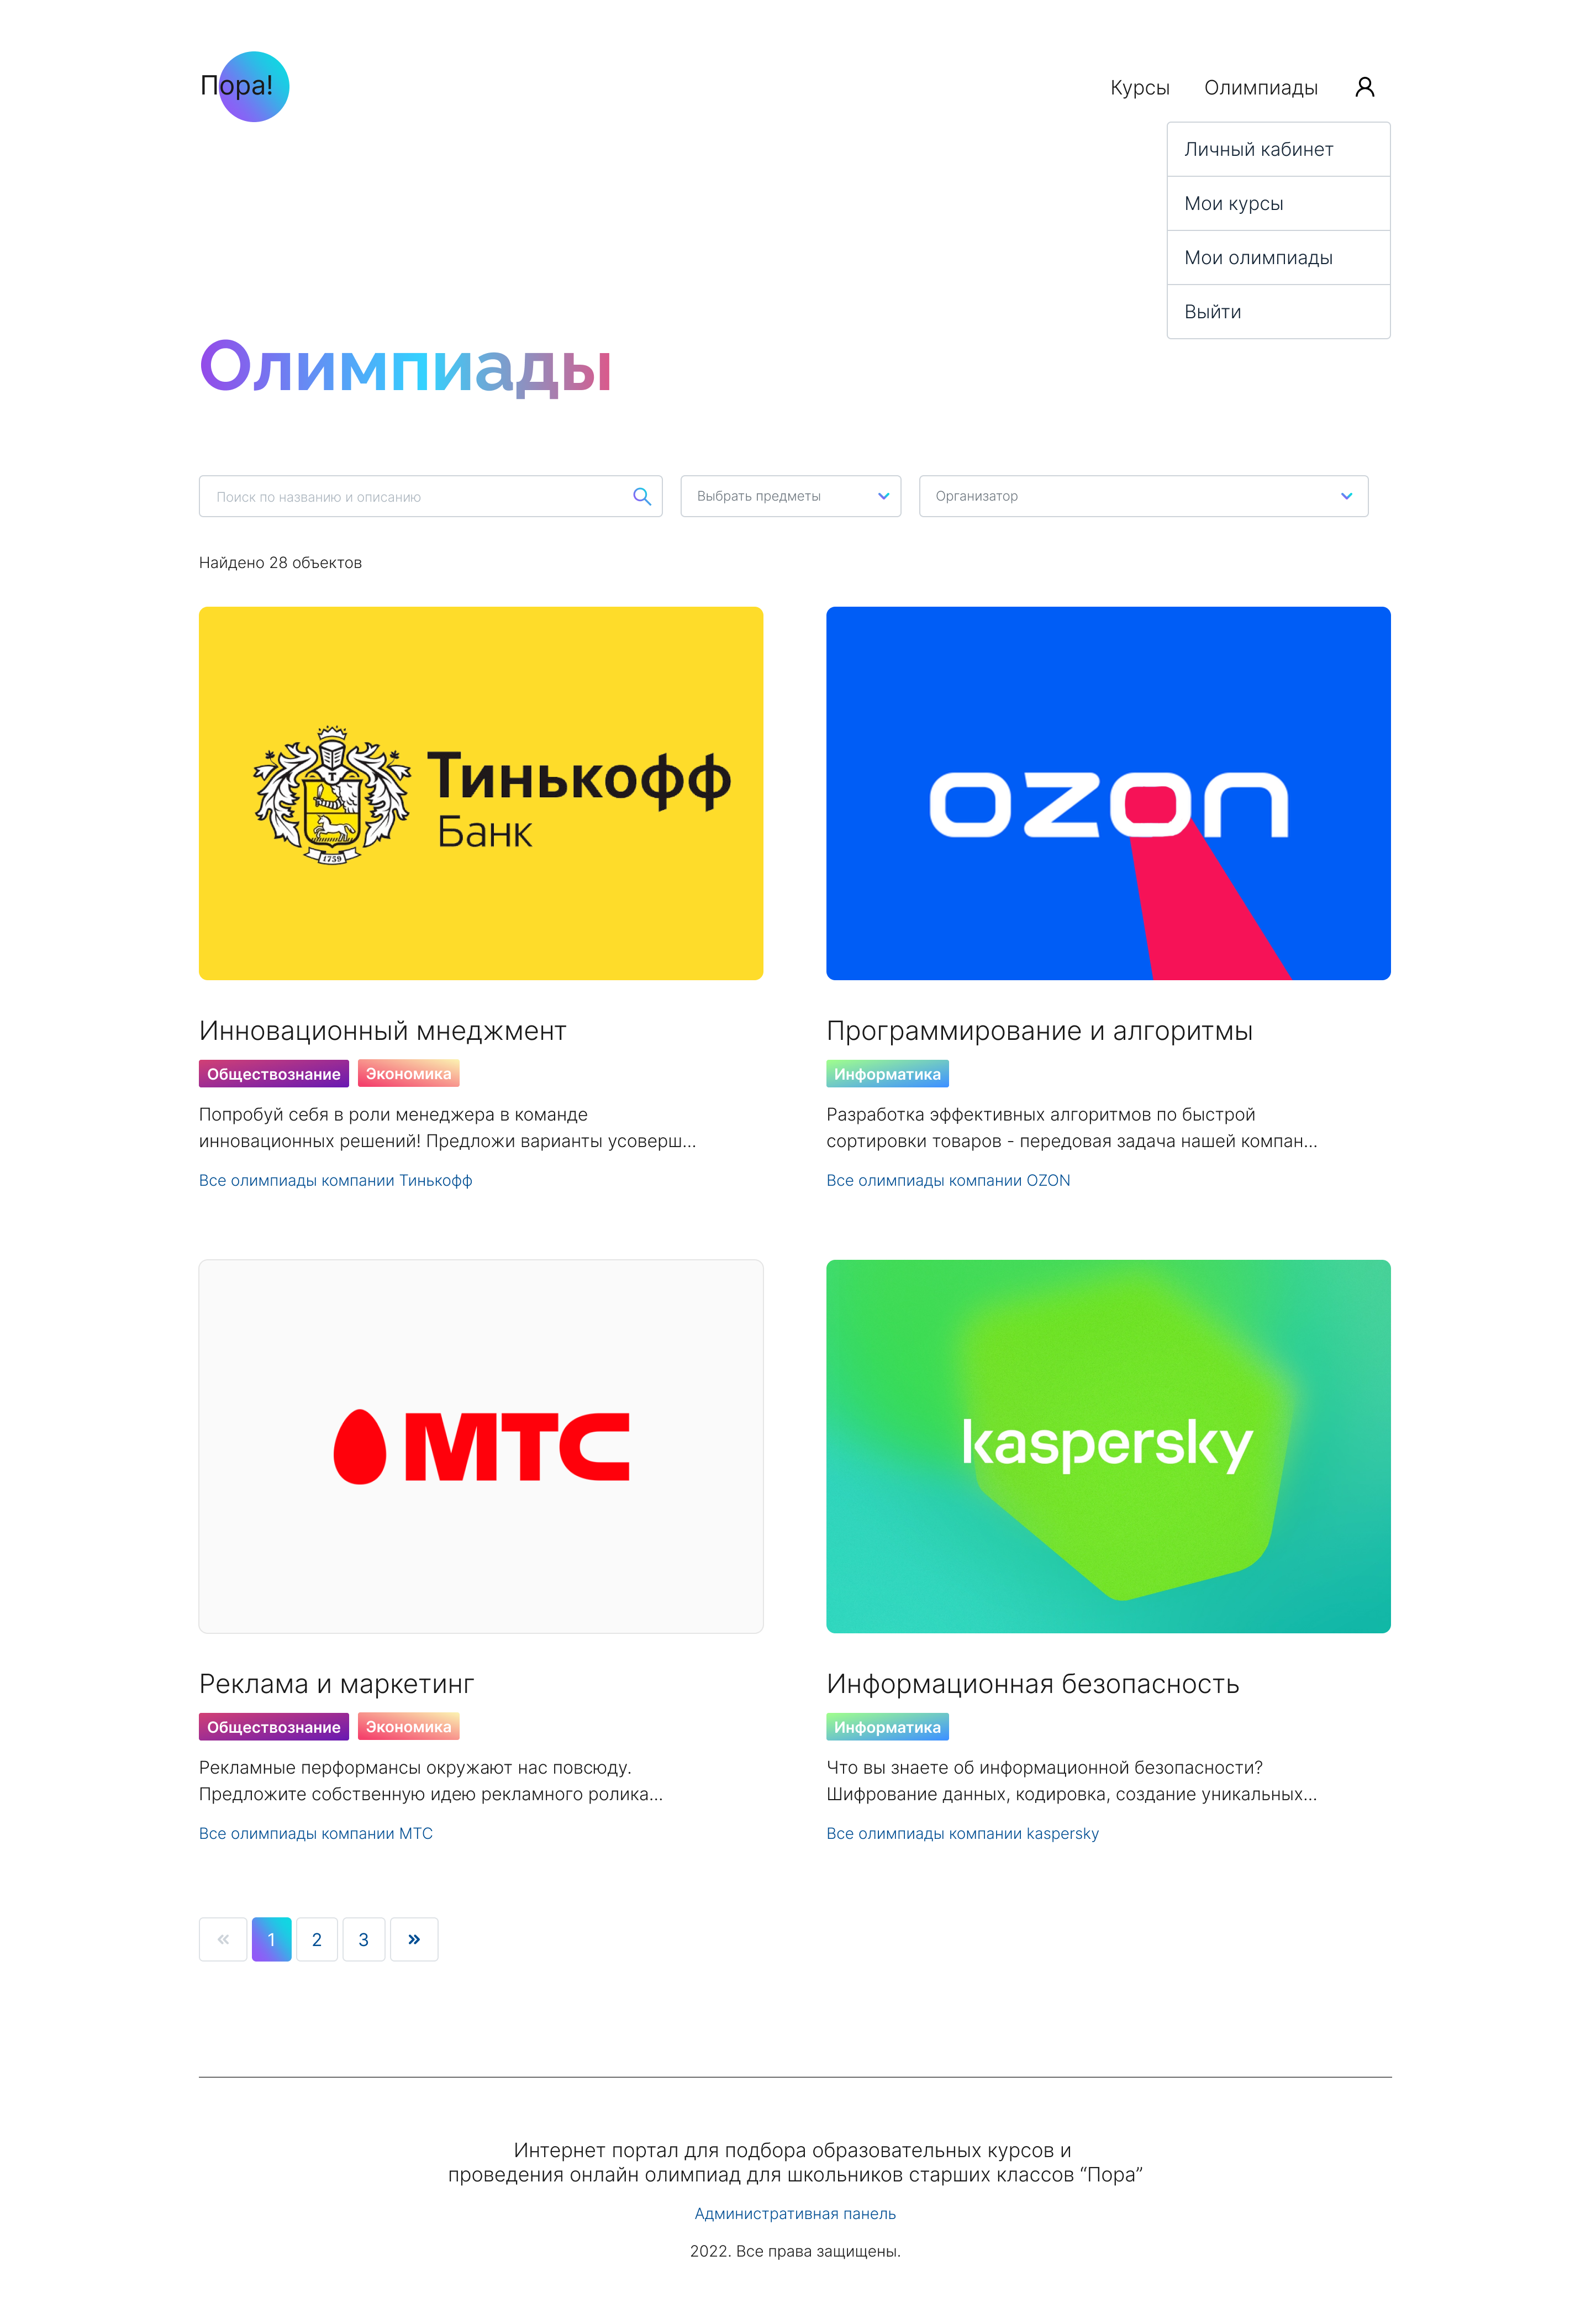 Пора!
Курсы
Олимпиады
Личный кабинет
Мои курсы
Мои олимпиады
Выйти
Олимпиады
Поиск по названию и описанию
Выбрать предметы
Организатор
Найдено 28 объектов
Тинькофф
Банк
1759
ozon
Инновационный мнеджмент
Обществознание
Экономика
Попробуй себя в роли менеджера в команде
инновационных решений! Предложи варианты усоверш...
Все олимпиады компании Тинькофф
Программирование и алгоритмы
Информатика
Разработка эффективных алгоритмов по быстрой
сортировки товаров - передовая задача нашей компан...
Все олимпиады компании OZON
МТС
kaspersky
Реклама и маркетинг
Обществознание
Экономика
Рекламные перформансы окружают нас повсюду.
Предложите собственную идею рекламного ролика...
Все олимпиады компании МТС
Информационная безопасность
Информатика
Что вы знаете об информационной безопасности?
Шифрование данных, кодировка, создание уникальных...
Все олимпиады компании kaspersky
« 1 2 3 »
Интернет портал для подбора образовательных курсов и
проведения онлайн олимпиад для школьников старших классов “Пора”
Административная панель
2022. Все права защищены.